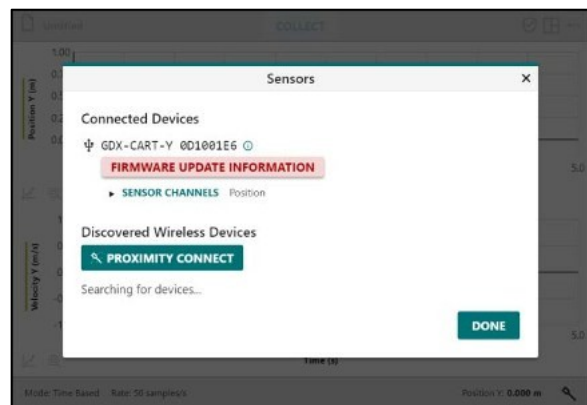 Untitled
COLLECT
1.00
Position Y (m)
Sensors
×
Connected Devices
GDX-CART-Y 0D1001E6
FIRMWARE UPDATE INFORMATION
SENSOR CHANNELS Position
Discovered Wireless Devices
PROXIMITY CONNECT
Searching for devices...
DONE
5.0
Velocity Y (m/s)
5.0
Time (s)
Mode: Time Based Rate: 50 samples/s
Position Y: 0.000 m